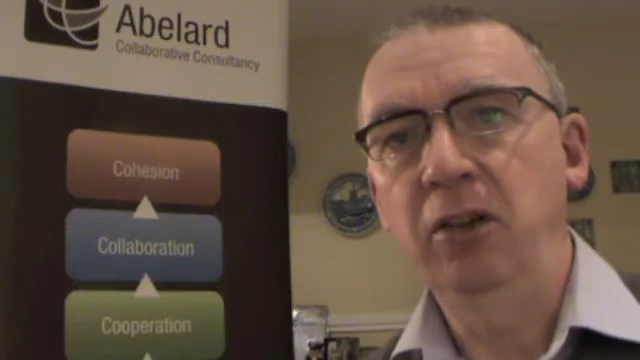 Abelard
Collaborative Consultancy
Cohesion
Collaboration
Cooperation